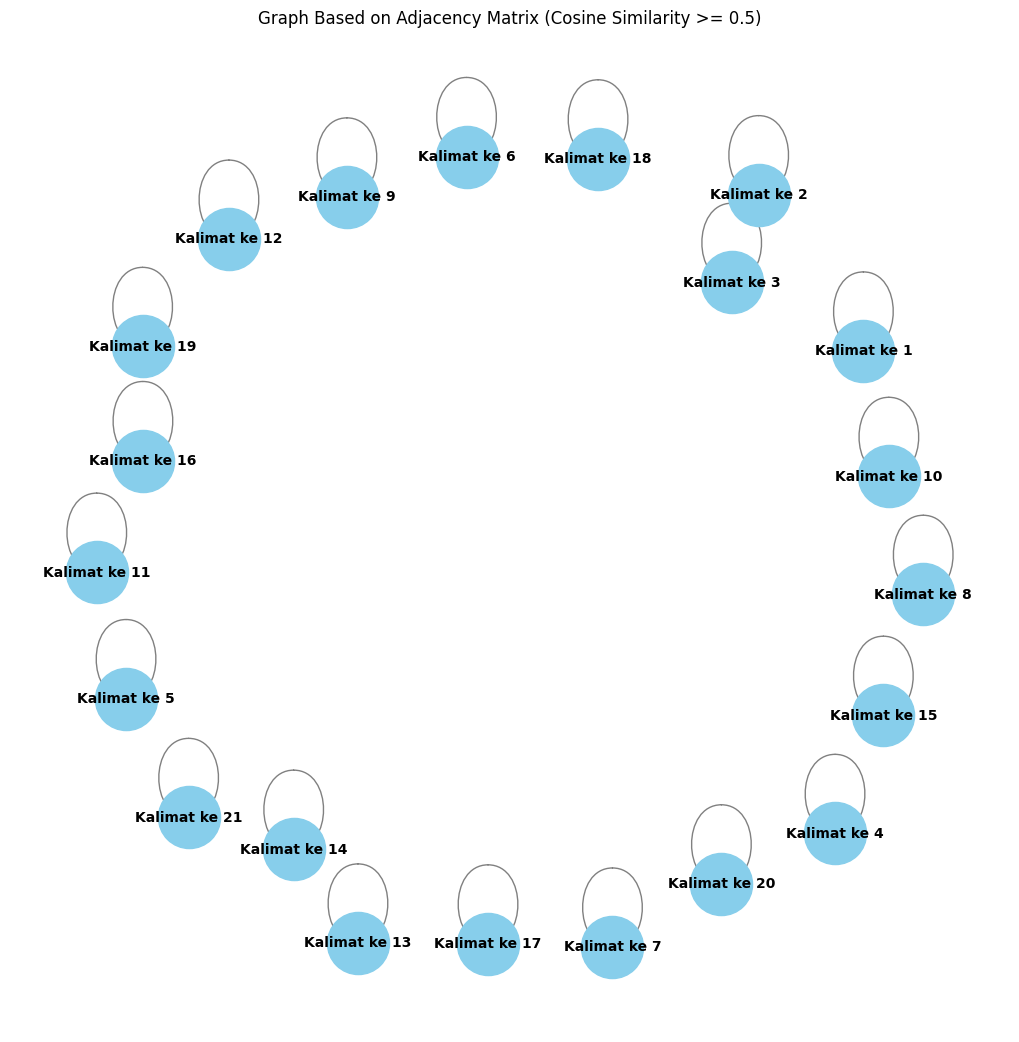 Graph Based on Adjacency Matrix (Cosine Similarity >= 0.5)
Kalimat ke 6
Kalimat ke 18
Kalimat ke 9
Kalimat ke 2
Kalimat ke 12
Kalimat ke 3
Kalimat ke 19
Kalimat ke 1
Kalimat ke 16
Kalimat ke 10
Kalimat ke 11
Kalimat ke 8
Kalimat ke 5
Kalimat ke 15
Kalimat ke 21
Kalimat ke 4
Kalimat ke 14
Kalimat ke 20
Kalimat ke 13
Kalimat ke 17
Kalimat ke 7